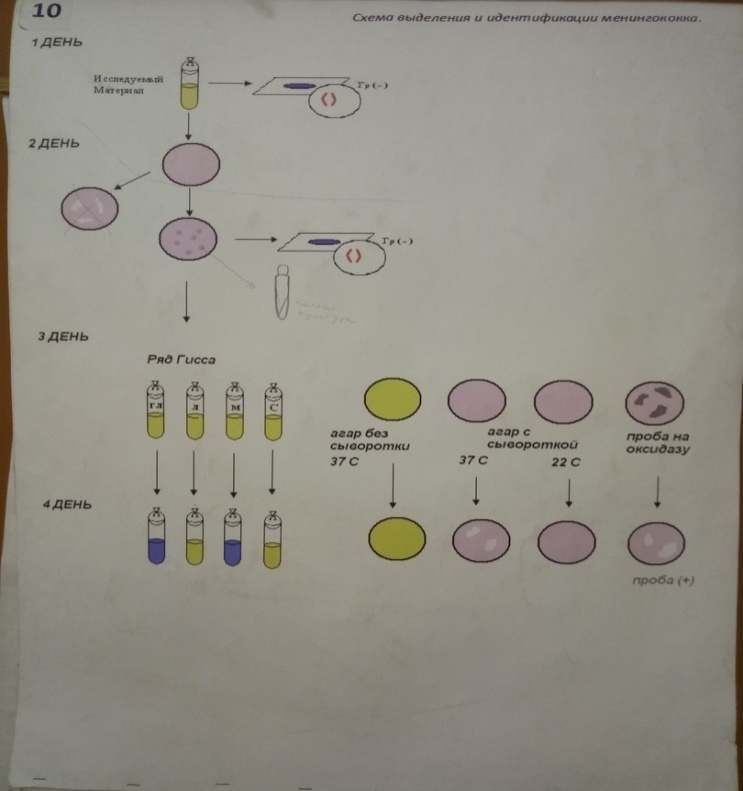 10
Схема выделения и идентификации менингококка.
1 ДЕНЬ
Исследуемый
Материал
Гр (-)
2 ДЕНЬ
Гр (-)
3 ДЕНЬ
Ряд Гисса
гл
л
м
С
агар без
сыворотки
37 С
агар с
сывороткой
37 С
22 С
проба на
оксидазу
4 ДЕНЬ
проба (+)